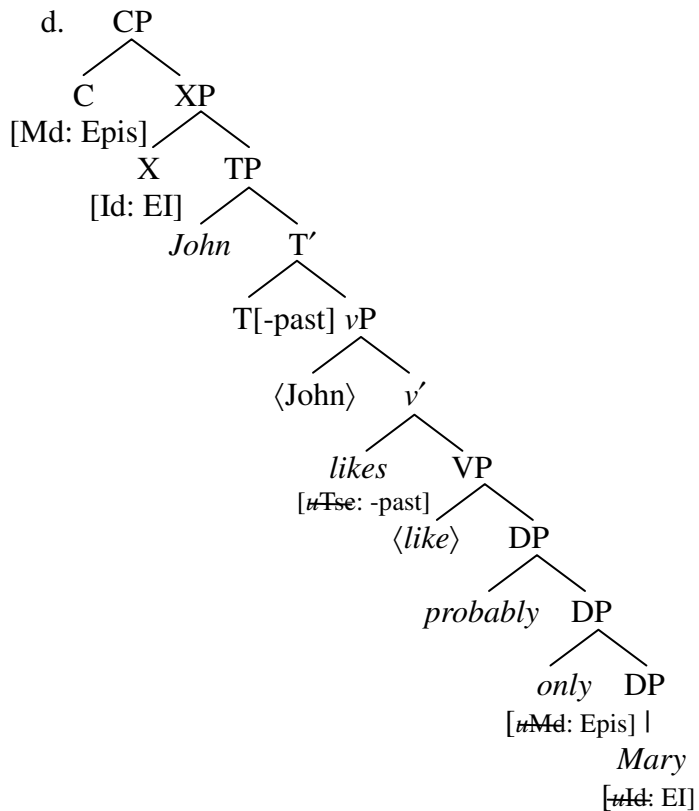 d. CP
C XP
[Md: Epis]
X TP
[Id: EI]
John T′
T[-past] vP
⟨John⟩ v′
likes VP
[uTse: -past]
⟨like⟩ DP
probably DP
only DP
[uMd: Epis]
Mary
[uId: EI]